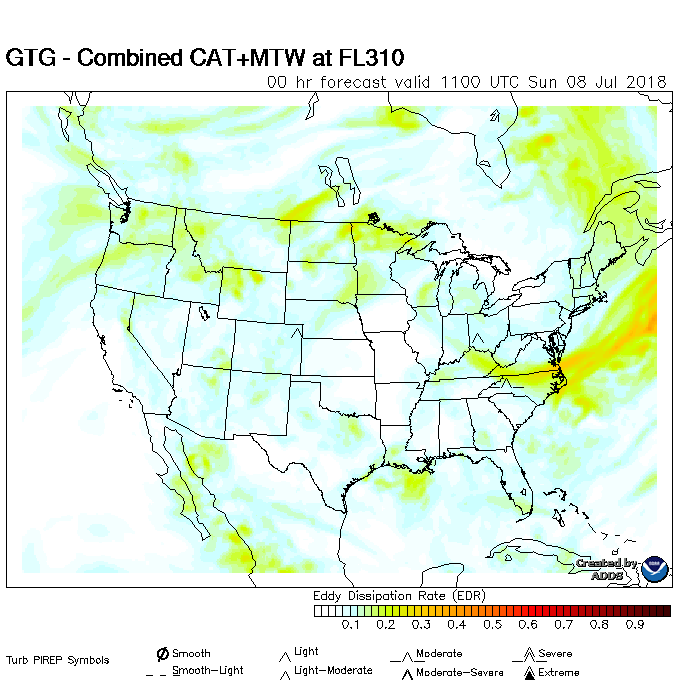 GTG - Combined CAT+MTW at FL310
00 hr forecast valid 1100 UTC Sun 08 Jul 2018
Created by
ADDS
Eddy Dissipation Rate (EDR)
0.1 0.2 0.3 0.4 0.5 0.6 0.7 0.8 0.9
Turb PIREP Symbols
Smooth Light Moderate Severe
Smooth-Light Light-Moderate Moderate-Severe Extreme